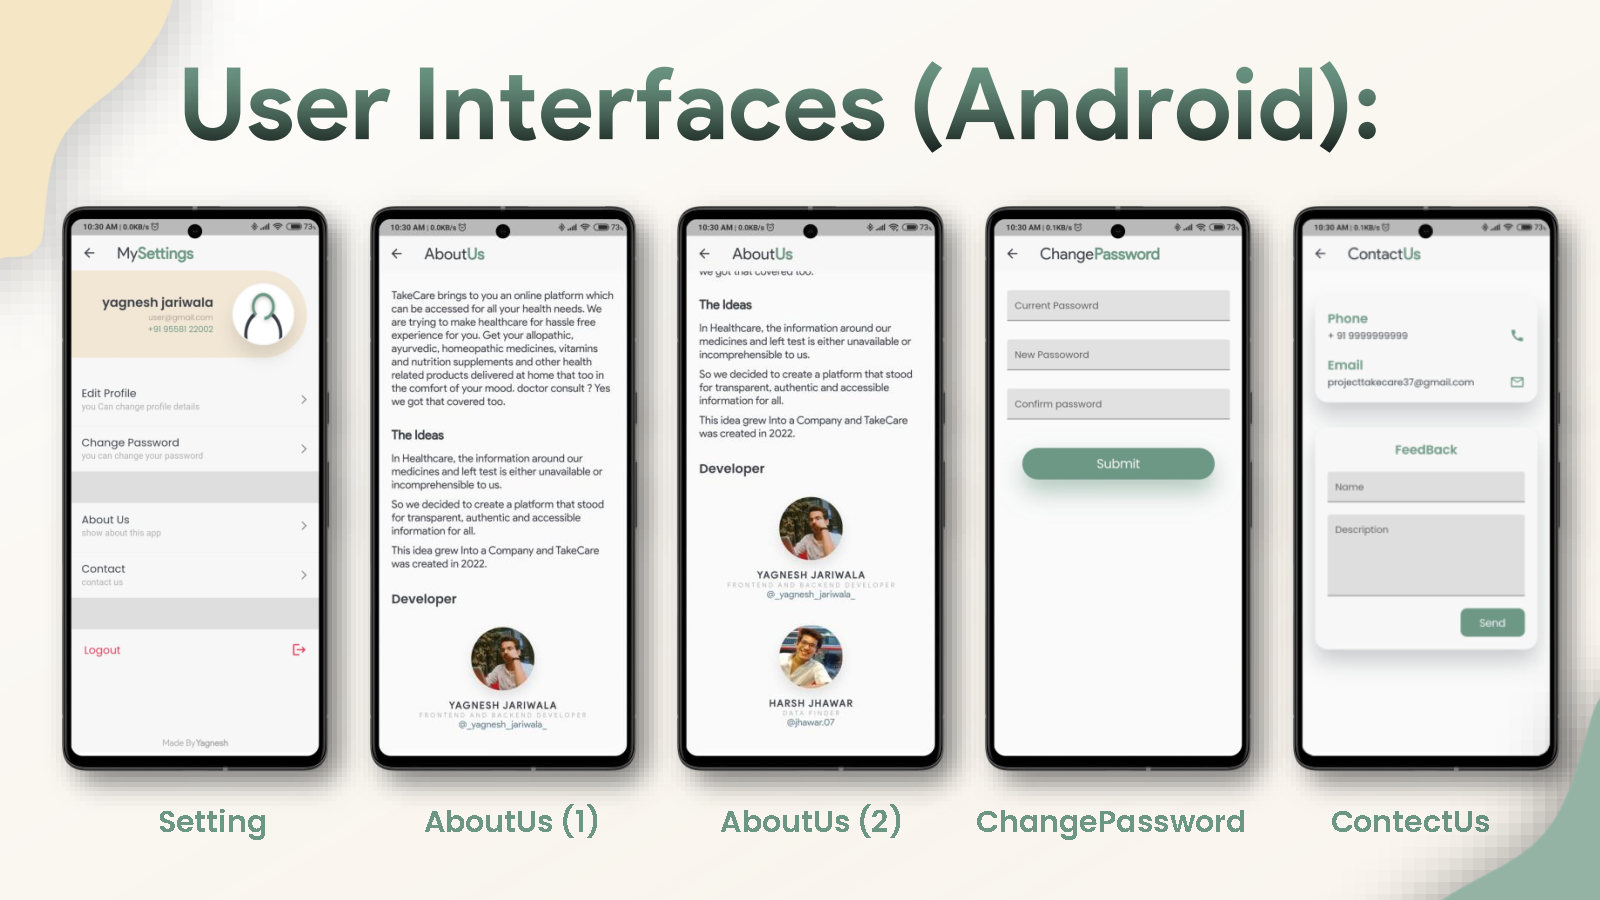 User Interfaces (Android):
10:30 AM | 0.0KB/s
73
MySettings
yagnesh jariwala
user@gmail.com
+91 95581 22002
Edit Profile
you Can change profile details
Change Password
you can change your password
About Us
show about this app
Contact
contact us
Logout
Made By Yagnesh
Setting
10:30 AM | 0.0KB/s
73
AboutUs
TakeCare brings to you an online platform which
can be accessed for all your health needs. We
are trying to make healthcare for hassle free
experience for you. Get your allopathic,
ayurvedic, homeopathic medicines, vitamins
and nutrition supplements and other health
related products delivered at home that too in
the comfort of your mood. doctor consult ? Yes
we got that covered too.
The Ideas
In Healthcare, the information around our
medicines and left test is either unavailable or
incomprehensible to us.
So we decided to create a platform that stood
for transparent, authentic and accessible
information for all.
This idea grew Into a Company and TakeCare
was created in 2022.
Developer
YAGNESH JARIWALA
FRONTEND AND BACKEND DEVELOPER
@_yagnesh_jariwala_
AboutUs (1)
10:30 AM | 0.0KB/s
73
AboutUs
we got that covered too.
The Ideas
In Healthcare, the information around our
medicines and left test is either unavailable or
incomprehensible to us.
So we decided to create a platform that stood
for transparent, authentic and accessible
information for all.
This idea grew Into a Company and TakeCare
was created in 2022.
Developer
YAGNESH JARIWALA
FRONTEND AND BACKEND DEVELOPER
@_yagnesh_jariwala_
HARSH JHAWAR
DATA FINDER
@jhawar.07
AboutUs (2)
10:30 AM | 0.1KB/s
73
ChangePassword
Current Passowrd
New Passoword
Confirm password
Submit
ChangePassword
10:30 AM | 0.1KB/s
73
ContactUs
Phone
+ 91 9999999999
Email
projecttakecare37@gmail.com
FeedBack
Name
Description
Send
ContectUs